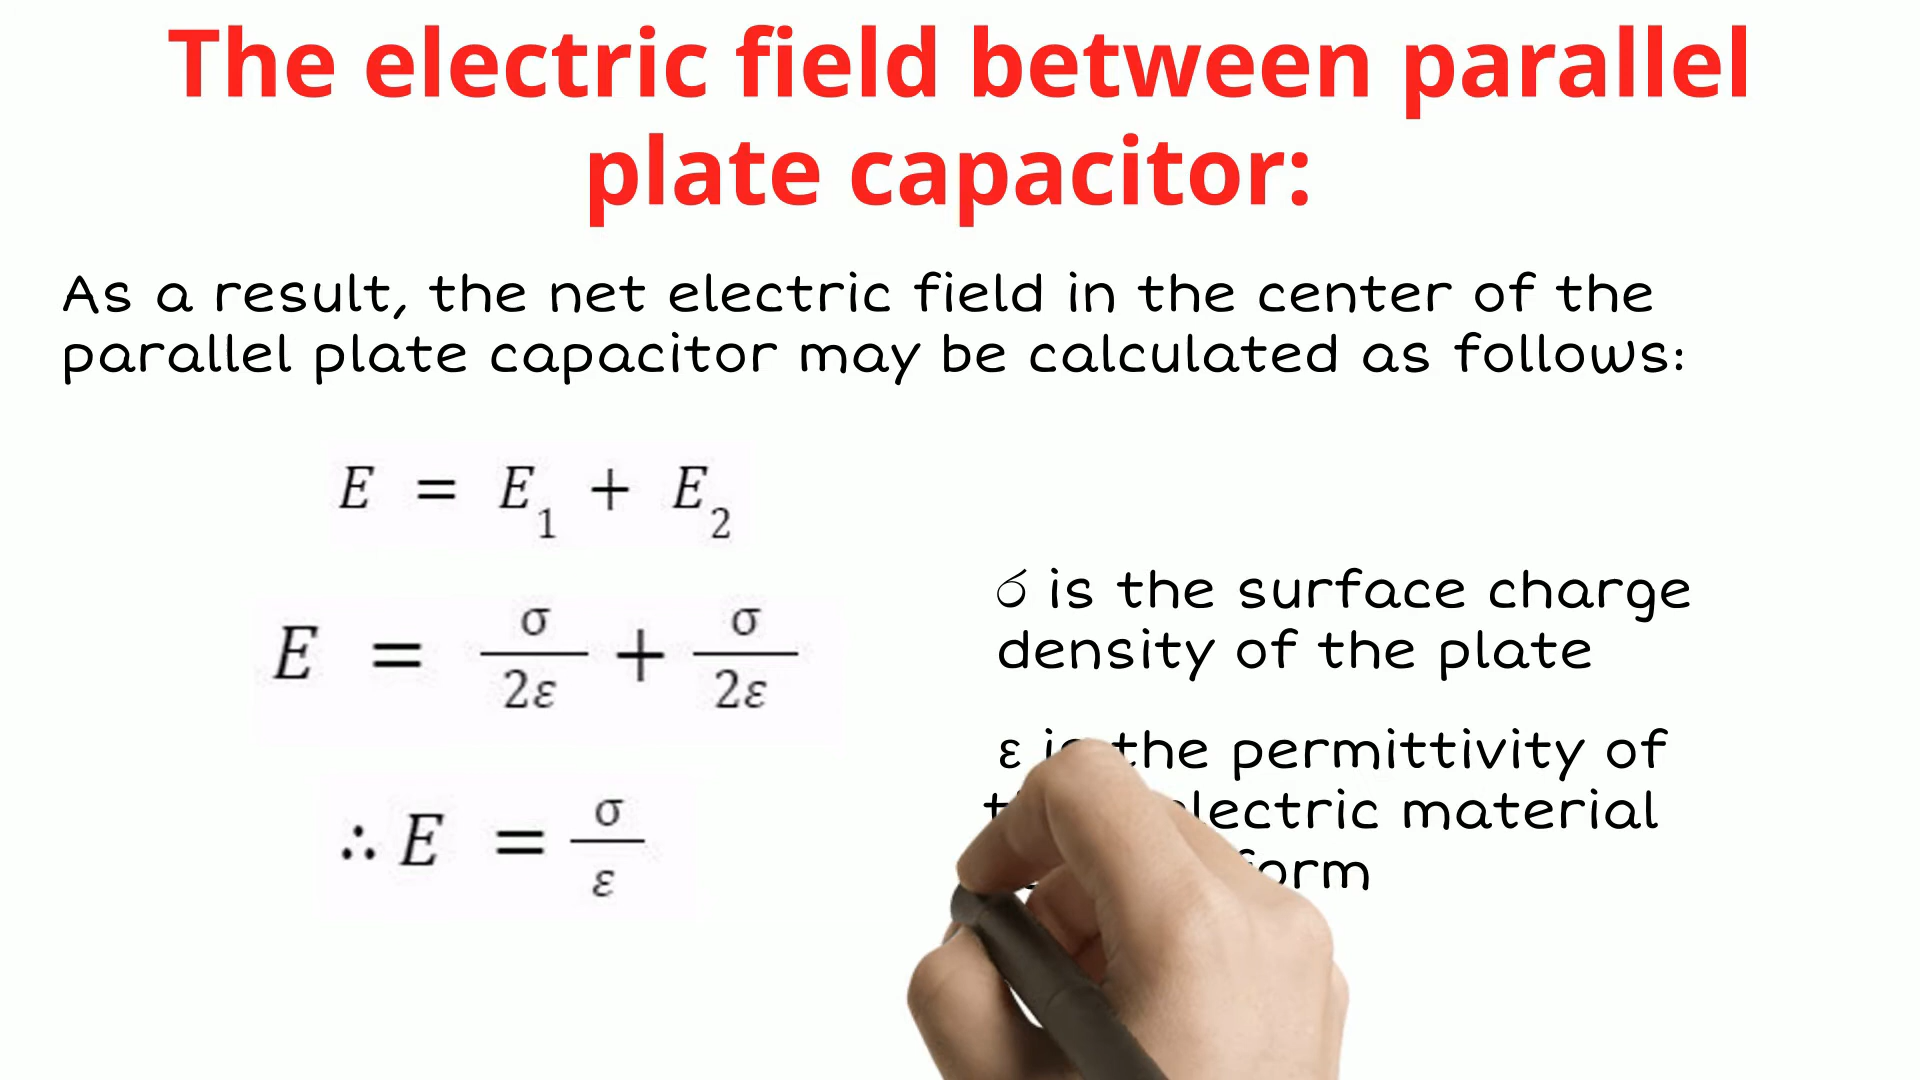 The electric field between parallel
plate capacitor:
As a result, the net electric field in the center of the
parallel plate capacitor may be calculated as follows:
E = E₁ + E₂
E = σ/2ε + σ/2ε
∴ E = σ/ε
σ is the surface charge
density of the plate
ε is the permittivity of
material